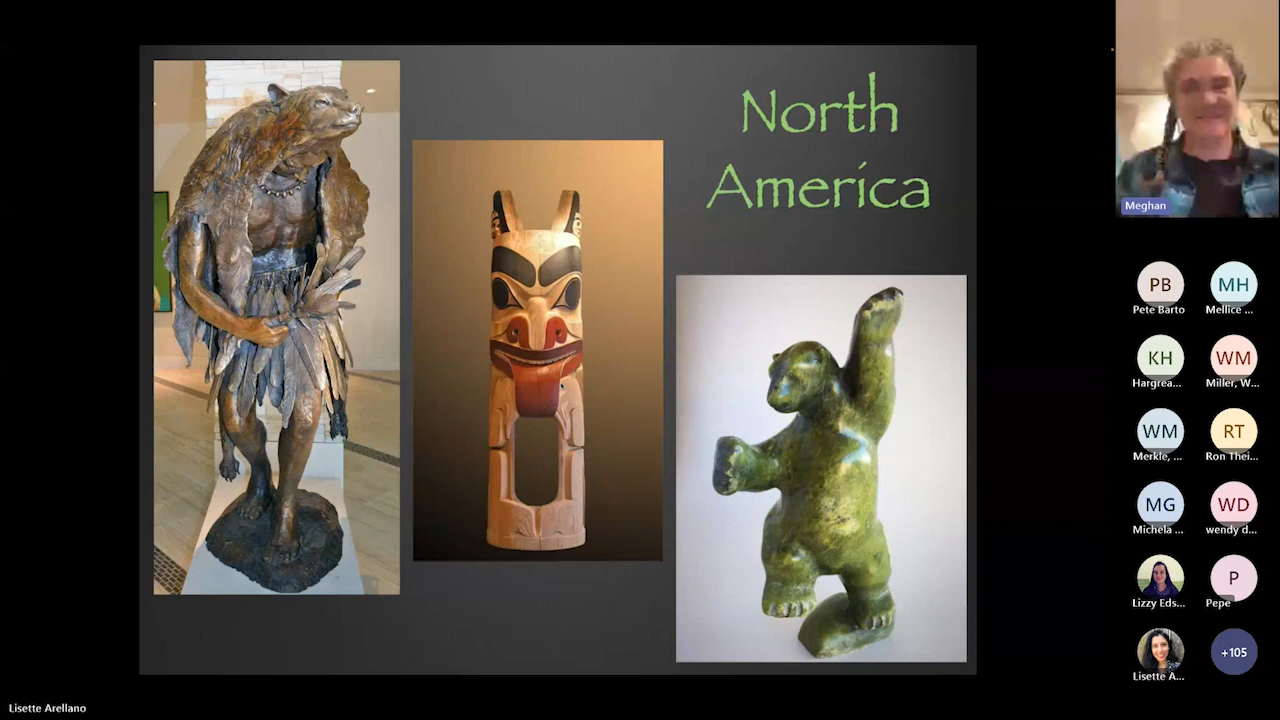 North
America
Meghan
PB
Pete Barto
MH
Mellice ...
KH
Hargrea...
WM
Miller, W...
WM
Merkle, ...
RT
Ron Thei...
MG
Michela ...
WD
wendy d...
Lizzy Eds...
P
Pepe
Lisette A...
+105
Lisette Arellano